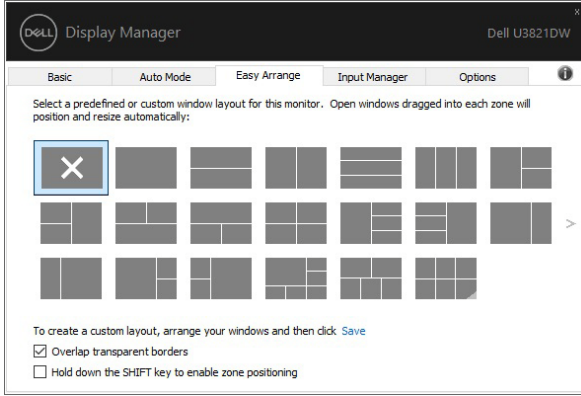 DELL Display Manager
Dell U3821DW
Basic Auto Mode Easy Arrange Input Manager Options
Select a predefined or custom window layout for this monitor. Open windows dragged into each zone will
position and resize automatically:
To create a custom layout, arrange your windows and then click Save
Overlap transparent borders
Hold down the SHIFT key to enable zone positioning